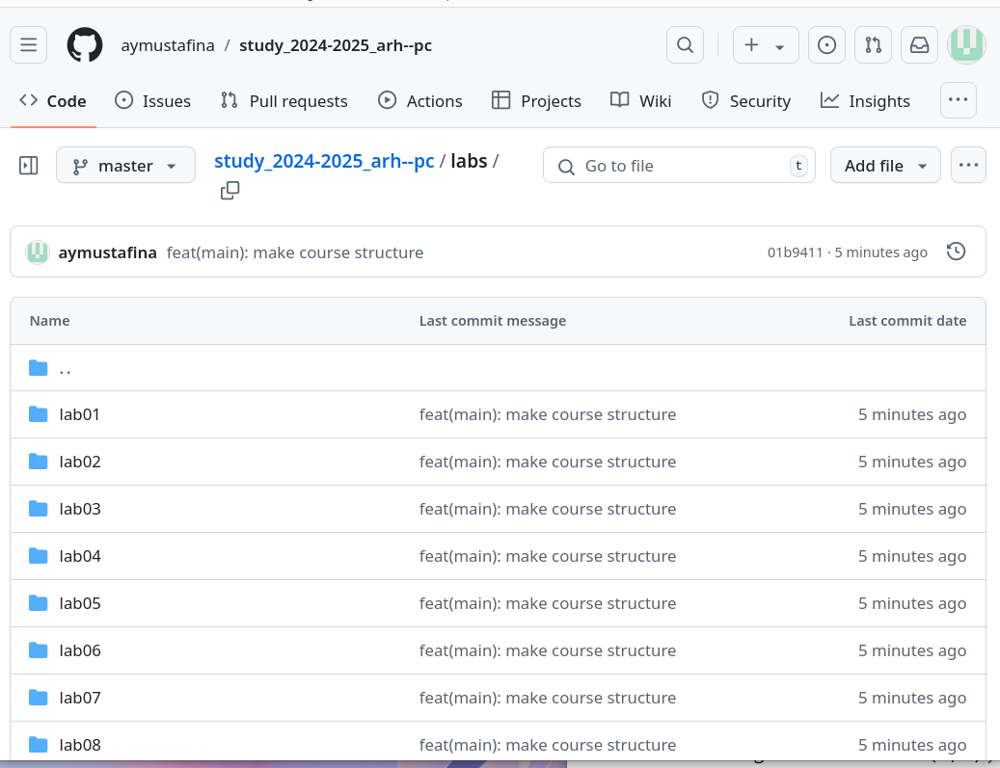 aymustafina / study_2024-2025_arh--pc
Code Issues Pull requests Actions Projects Wiki Security Insights
master study_2024-2025_arh--pc / labs / Go to file t Add file
aymustafina feat(main): make course structure 01b9411 · 5 minutes ago
Name Last commit message Last commit date
..
lab01 feat(main): make course structure 5 minutes ago
lab02 feat(main): make course structure 5 minutes ago
lab03 feat(main): make course structure 5 minutes ago
lab04 feat(main): make course structure 5 minutes ago
lab05 feat(main): make course structure 5 minutes ago
lab06 feat(main): make course structure 5 minutes ago
lab07 feat(main): make course structure 5 minutes ago
lab08 feat(main): make course structure 5 minutes ago